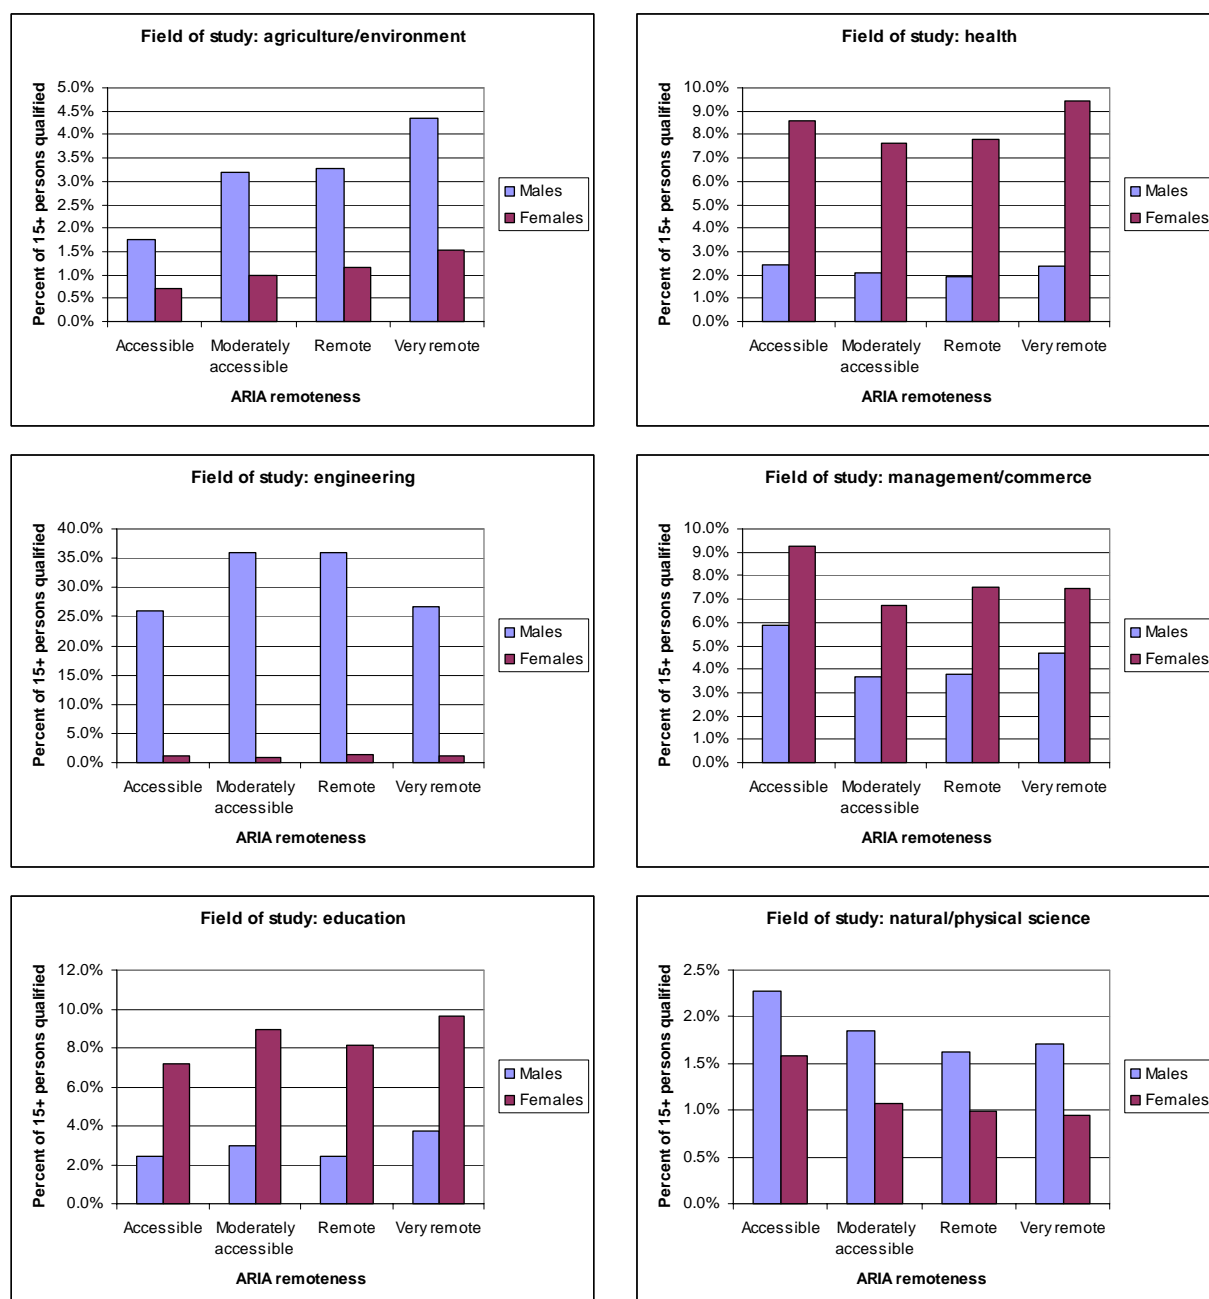 Field of study: agriculture/environment
Percent of 15+ persons qualified
5.0%
4.5%
4.0%
3.5%
3.0%
2.5%
2.0%
1.5%
1.0%
0.5%
0.0%
Accessible
Moderately
accessible
Remote
Very remote
ARIA remoteness
Males
Females
Field of study: health
Percent of 15+ persons qualified
10.0%
9.0%
8.0%
7.0%
6.0%
5.0%
4.0%
3.0%
2.0%
1.0%
0.0%
Accessible
Moderately
accessible
Remote
Very remote
ARIA remoteness
Males
Females
Field of study: engineering
Percent of 15+ persons qualified
40.0%
35.0%
30.0%
25.0%
20.0%
15.0%
10.0%
5.0%
0.0%
Accessible
Moderately
accessible
Remote
Very remote
ARIA remoteness
Males
Females
Field of study: management/commerce
Percent of 15+ persons qualified
10.0%
9.0%
8.0%
7.0%
6.0%
5.0%
4.0%
3.0%
2.0%
1.0%
0.0%
Accessible
Moderately
accessible
Remote
Very remote
ARIA remoteness
Males
Females
Field of study: education
Percent of 15+ persons qualified
12.0%
10.0%
8.0%
6.0%
4.0%
2.0%
0.0%
Accessible
Moderately
accessible
Remote
Very remote
ARIA remoteness
Males
Females
Field of study: natural/physical science
Percent of 15+ persons qualified
2.5%
2.0%
1.5%
1.0%
0.5%
0.0%
Accessible
Moderately
accessible
Remote
Very remote
ARIA remoteness
Males
Females